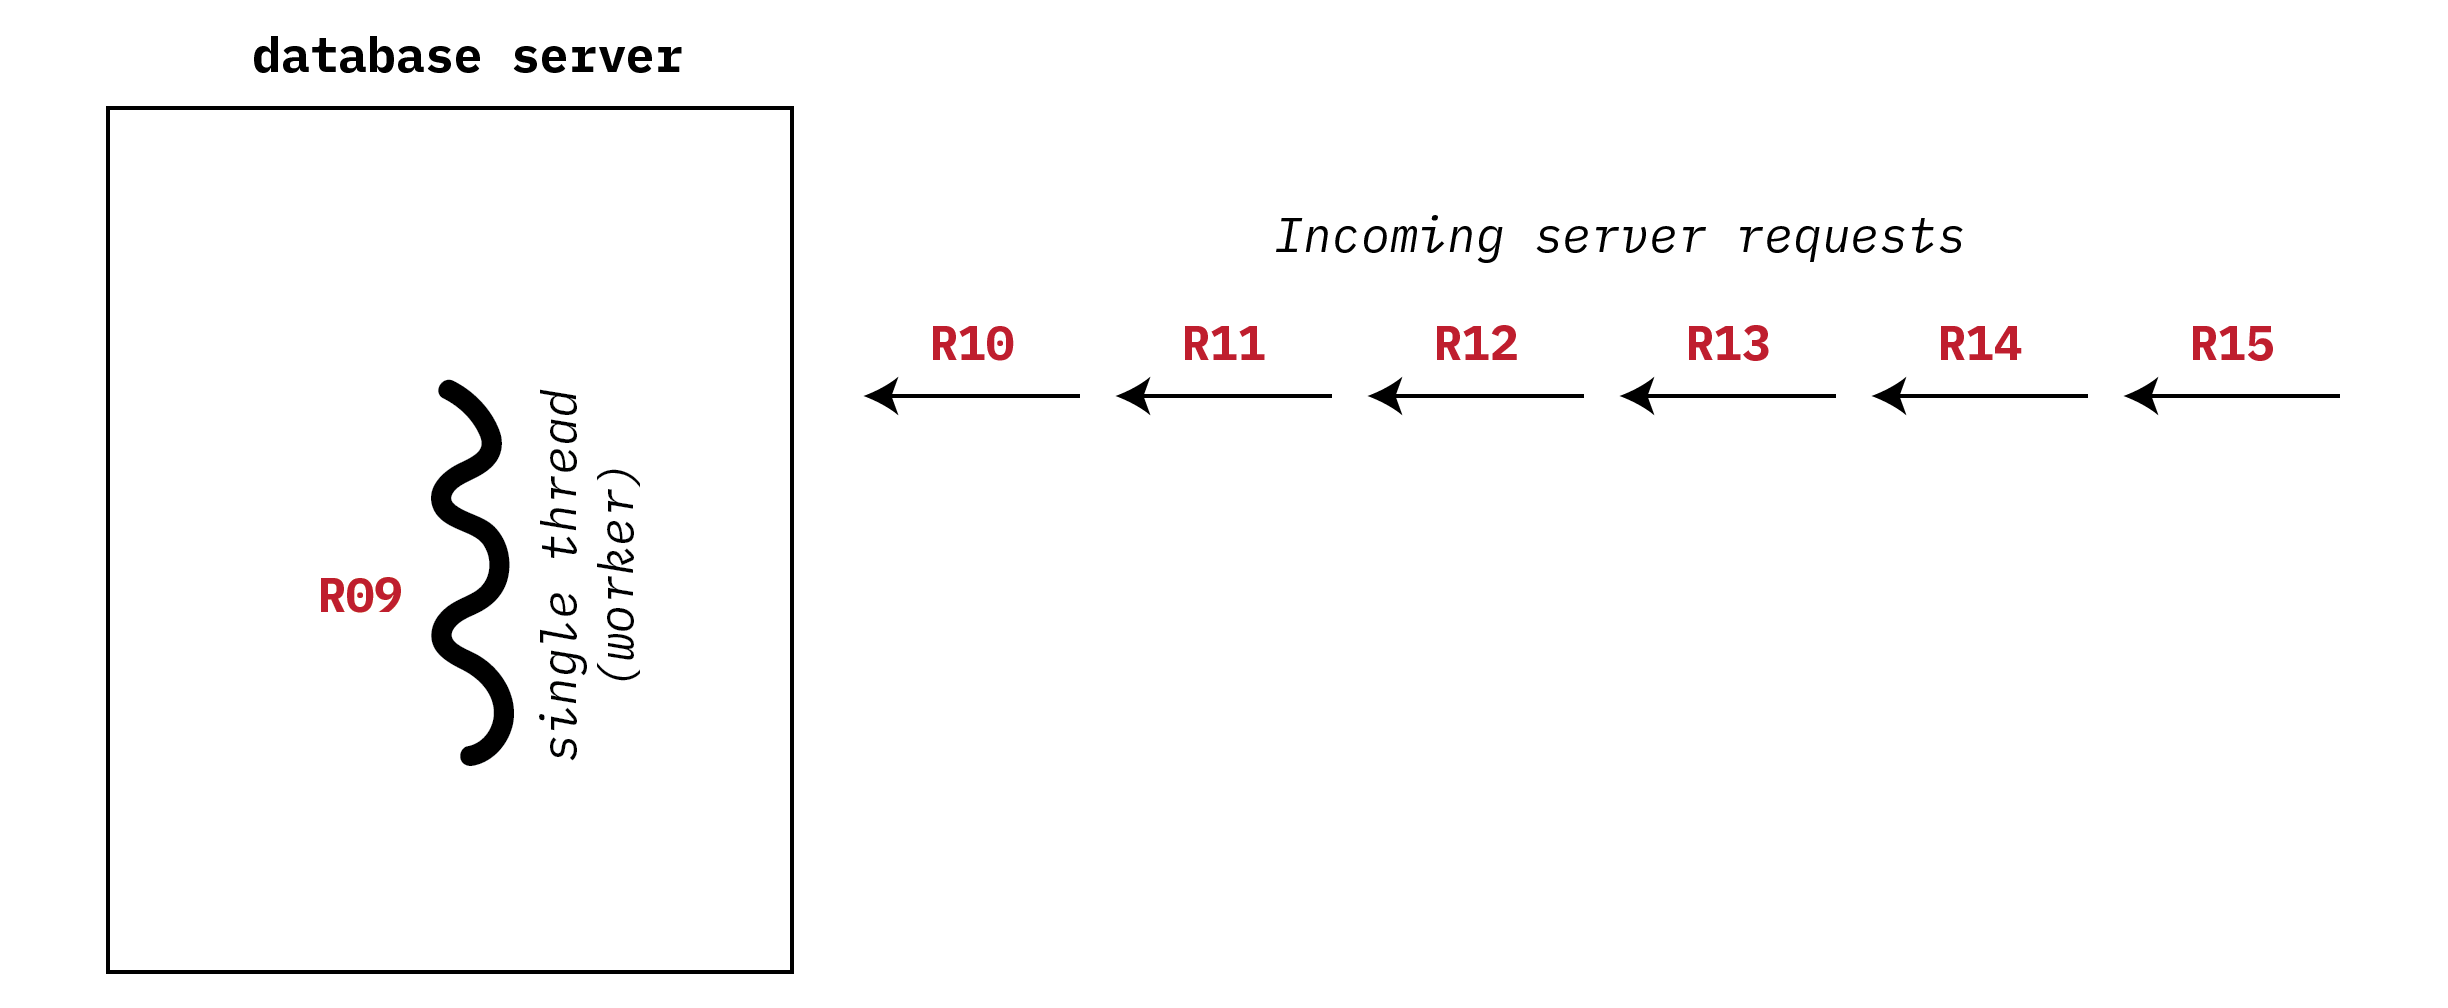 database server
Incoming server requests
R10 R11 R12 R13 R14 R15
R09
single thread
(worker)